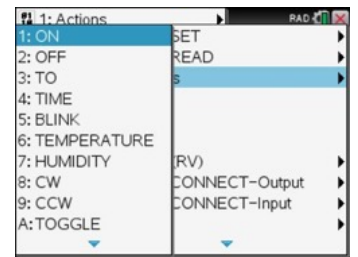 1: Actions
RAD
1: ON
SET
2: OFF
READ
3: TO
s
4: TIME
5: BLINK
6: TEMPERATURE
7: HUMIDITY
(RV)
8: CW
CONNECT-Output
9: CCW
CONNECT-Input
A: TOGGLE